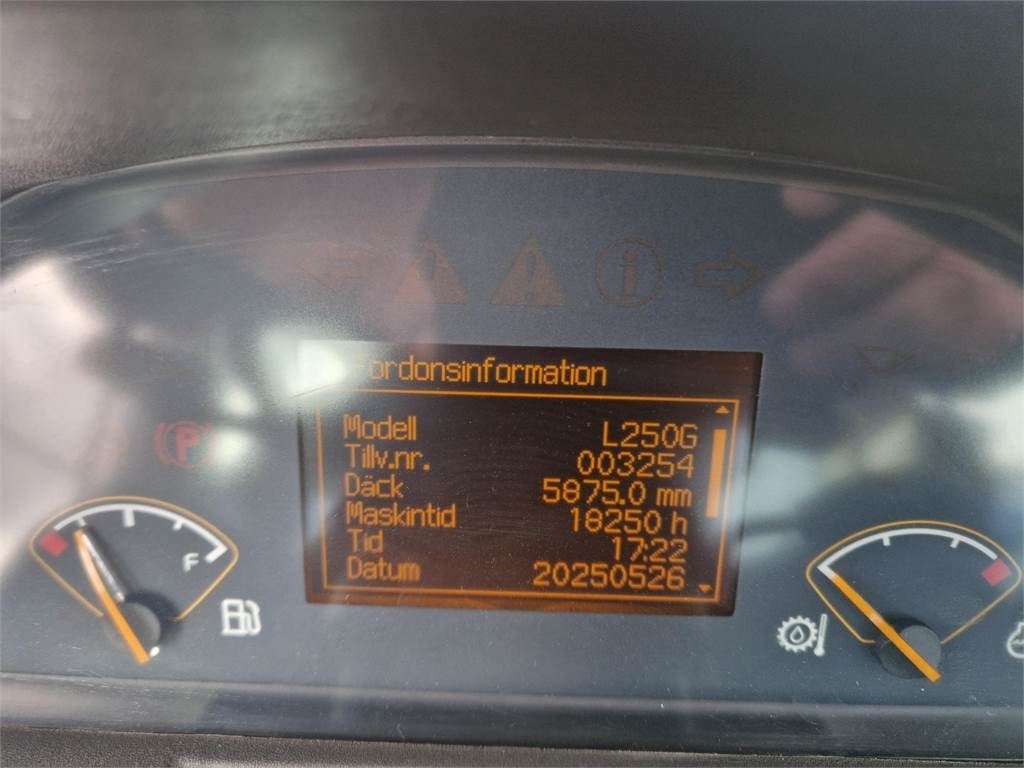 Fordonsinformation
Modell L250G
Tillv.nr. 003254
Däck 5875.0 mm
Maskintid 18250 h
Tid 17:22
Datum 20250526
P
F